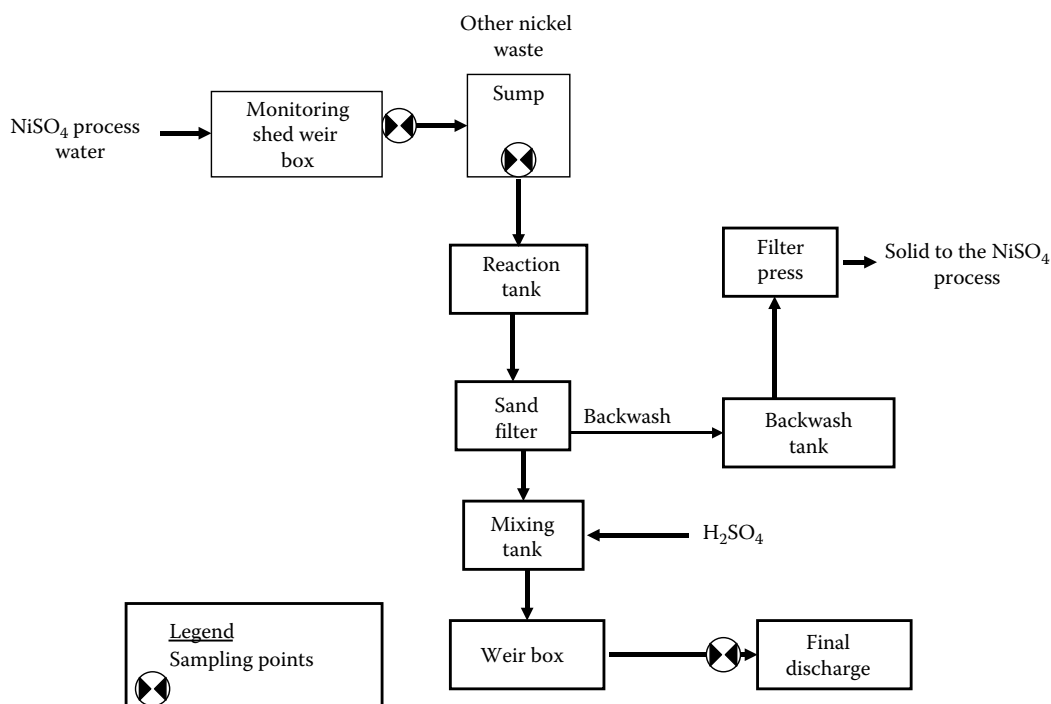 Other nickel
waste
NiSO₄ process
water
Monitoring
shed weir
box
Sump
Reaction
tank
Filter
press
Solid to the NiSO₄
process
Sand
filter
Backwash
Backwash
tank
Mixing
tank
H₂SO₄
Weir box
Final
discharge
Legend
Sampling points